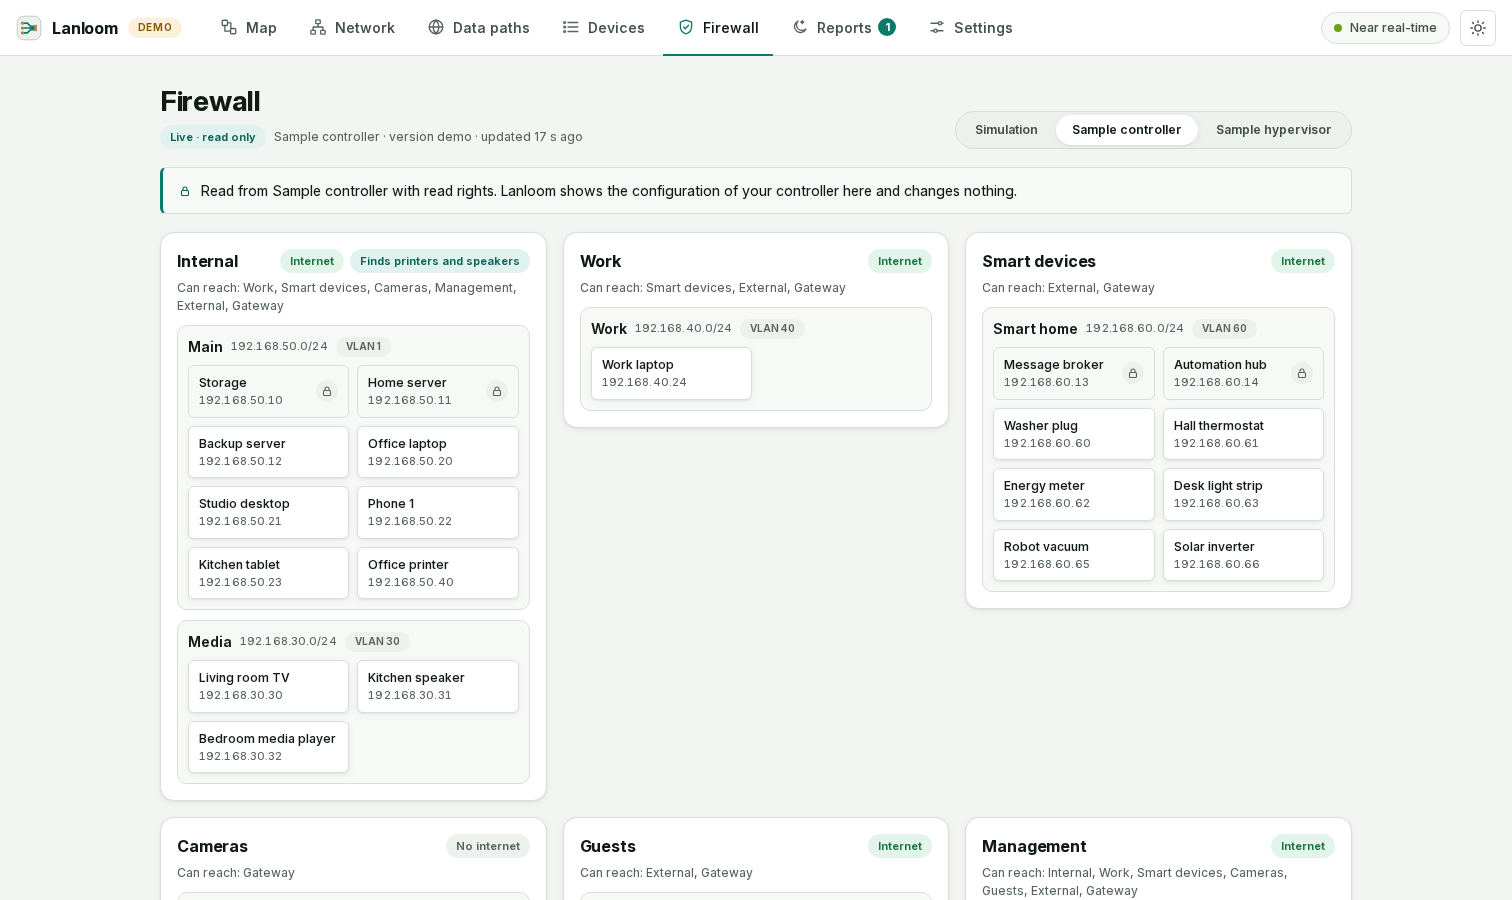 Lanloom DEMO Map Network Data paths Devices Firewall Reports 1 Settings Near real-time
Firewall
Live · read only Sample controller · version demo · updated 17 s ago
Simulation Sample controller Sample hypervisor
Read from Sample controller with read rights. Lanloom shows the configuration of your controller here and changes nothing.
Internal Internet Finds printers and speakers
Can reach: Work, Smart devices, Cameras, Management,
External, Gateway
Main 192.168.50.0/24 VLAN 1
Storage
192.168.50.10
Home server
192.168.50.11
Backup server
192.168.50.12
Office laptop
192.168.50.20
Studio desktop
192.168.50.21
Phone 1
192.168.50.22
Kitchen tablet
192.168.50.23
Office printer
192.168.50.40
Media 192.168.30.0/24 VLAN 30
Living room TV
192.168.30.30
Kitchen speaker
192.168.30.31
Bedroom media player
192.168.30.32
Work Internet
Can reach: Smart devices, External, Gateway
Work 192.168.40.0/24 VLAN 40
Work laptop
192.168.40.24
Smart devices Internet
Can reach: External, Gateway
Smart home 192.168.60.0/24 VLAN 60
Message broker
192.168.60.13
Automation hub
192.168.60.14
Washer plug
192.168.60.60
Hall thermostat
192.168.60.61
Energy meter
192.168.60.62
Desk light strip
192.168.60.63
Robot vacuum
192.168.60.65
Solar inverter
192.168.60.66
Cameras No internet
Can reach: Gateway
Guests Internet
Can reach: External, Gateway
Management Internet
Can reach: Internal, Work, Smart devices, Cameras,
Guests, External, Gateway